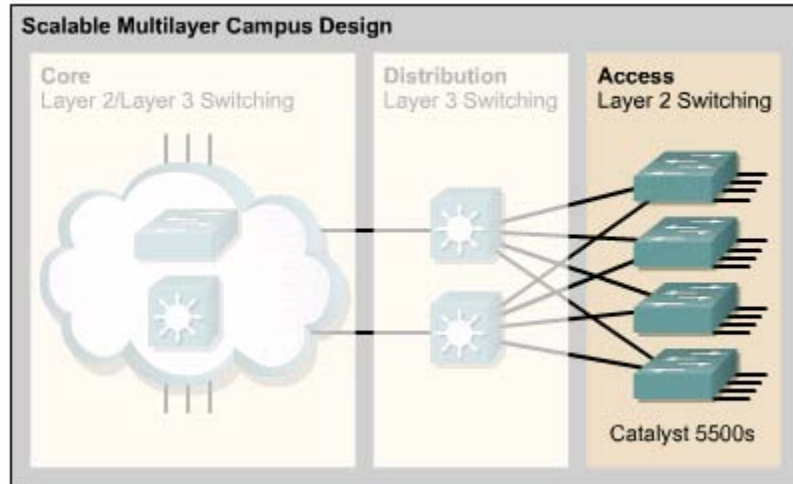 Scalable Multilayer Campus Design
Core
Layer 2/Layer 3 Switching
Distribution
Layer 3 Switching
Access
Layer 2 Switching
Catalyst 5500s